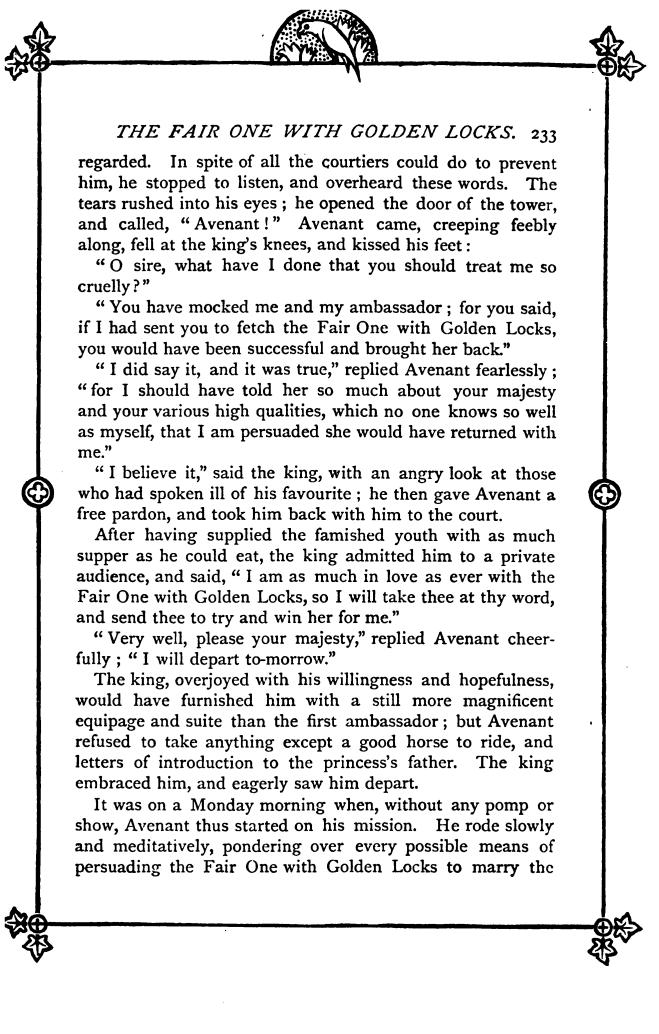 THE FAIR ONE WITH GOLDEN LOCKS. 233
regarded. In spite of all the courtiers could do to prevent
him, he stopped to listen, and overheard these words. The
tears rushed into his eyes ; he opened the door of the tower,
and called, “ Avenant ! ” Avenant came, creeping feebly
along, fell at the king’s knees, and kissed his feet :
“ O sire, what have I done that you should treat me so
cruelly ? ”
“ You have mocked me and my ambassador ; for you said,
if I had sent you to fetch the Fair One with Golden Locks,
you would have been successful and brought her back.”
“ I did say it, and it was true,” replied Avenant fearlessly ;
“ for I should have told her so much about your majesty
and your various high qualities, which no one knows so well
as myself, that I am persuaded she would have returned with
me.”
“ I believe it,” said the king, with an angry look at those
who had spoken ill of his favourite ; he then gave Avenant a
free pardon, and took him back with him to the court.
After having supplied the famished youth with as much
supper as he could eat, the king admitted him to a private
audience, and said, “ I am as much in love as ever with the
Fair One with Golden Locks, so I will take thee at thy word,
and send thee to try and win her for me.”
“ Very well, please your majesty,” replied Avenant cheer-
fully ; “ I will depart to-morrow.”
The king, overjoyed with his willingness and hopefulness,
would have furnished him with a still more magnificent
equipage and suite than the first ambassador ; but Avenant
refused to take anything except a good horse to ride, and
letters of introduction to the princess’s father. The king
embraced him, and eagerly saw him depart.
It was on a Monday morning when, without any pomp or
show, Avenant thus started on his mission. He rode slowly
and meditatively, pondering over every possible means of
persuading the Fair One with Golden Locks to marry the